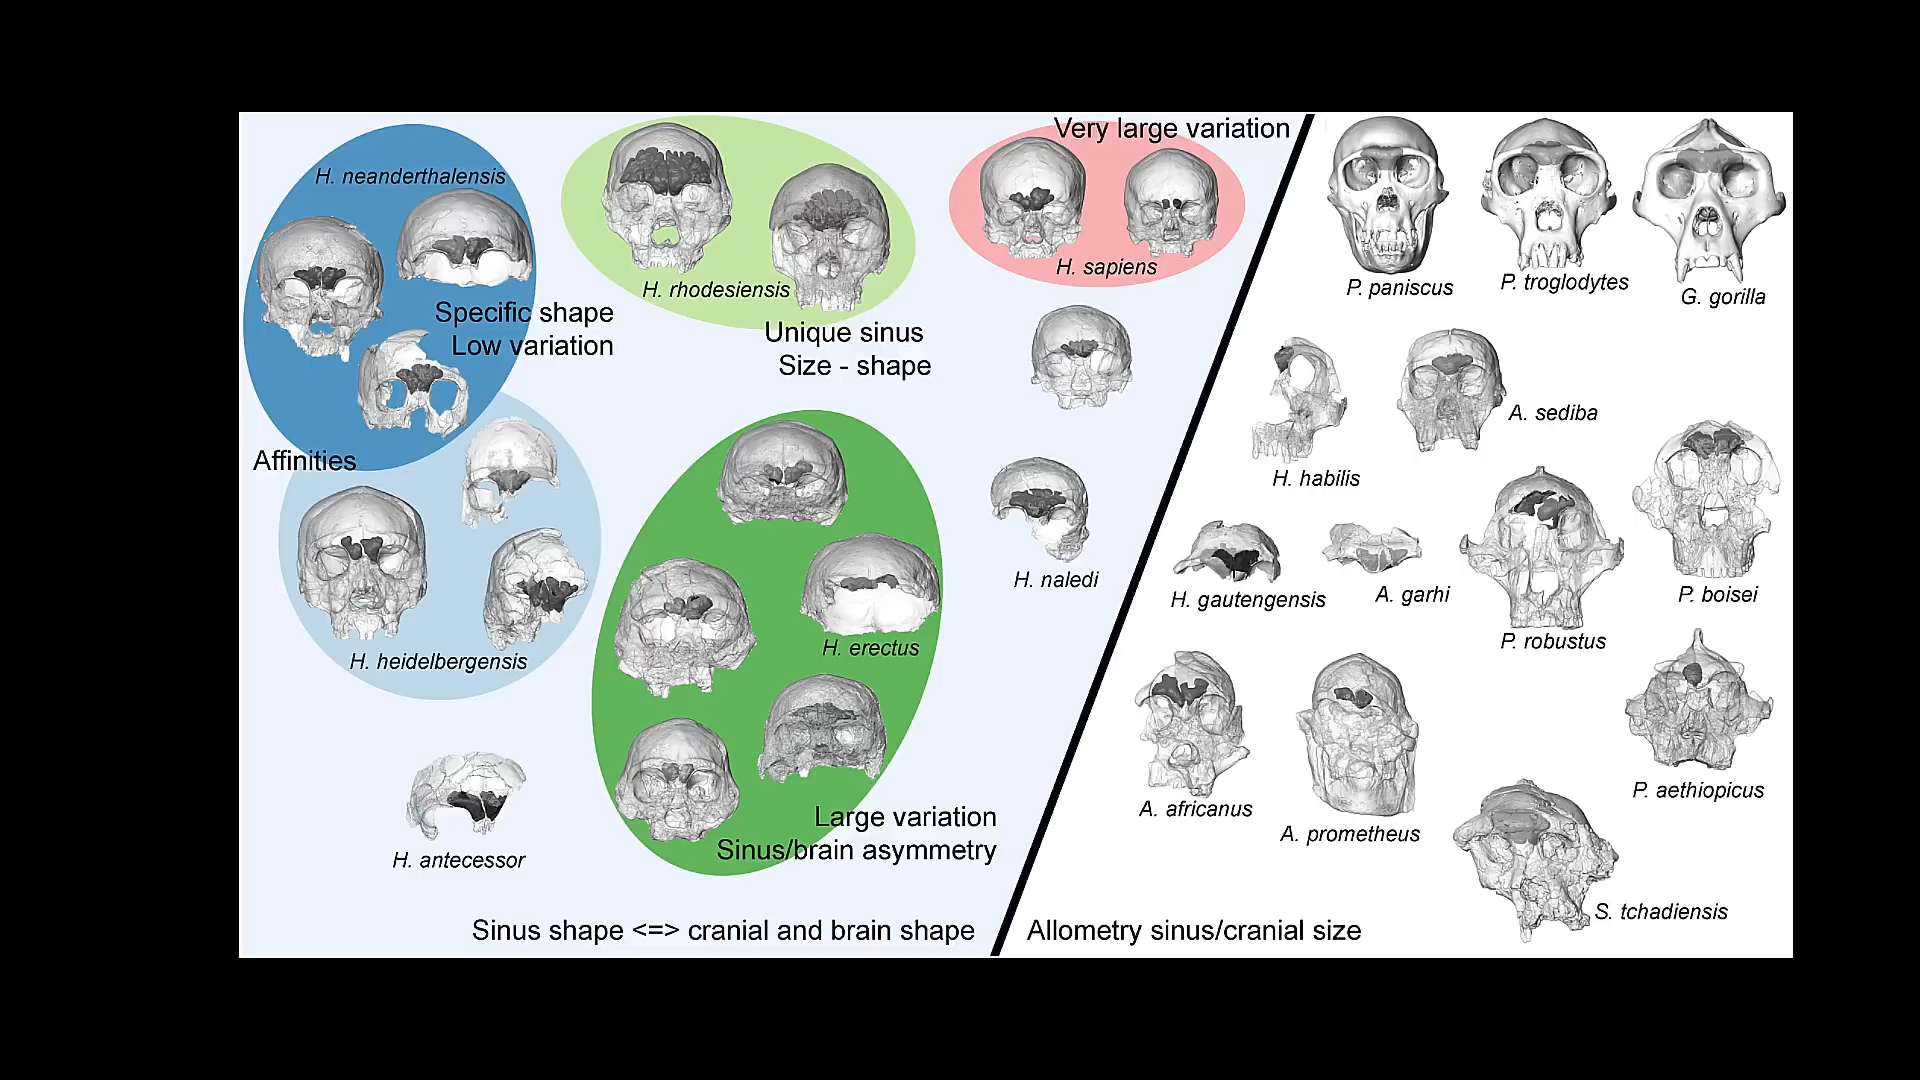 H. neanderthalensis
Specific shape
Low variation
Affinities
H. heidelbergensis
H. antecessor
H. rhodesiensis
Unique sinus
Size - shape
H. erectus
Large variation
Sinus/brain asymmetry
Very large variation
H. sapiens
H. naledi
Sinus shape <=> cranial and brain shape
P. paniscus
P. troglodytes
G. gorilla
H. habilis
A. sediba
H. gautengensis
A. garhi
P. robustus
P. boisei
A. africanus
A. prometheus
P. aethiopicus
S. tchadiensis
Allometry sinus/cranial size